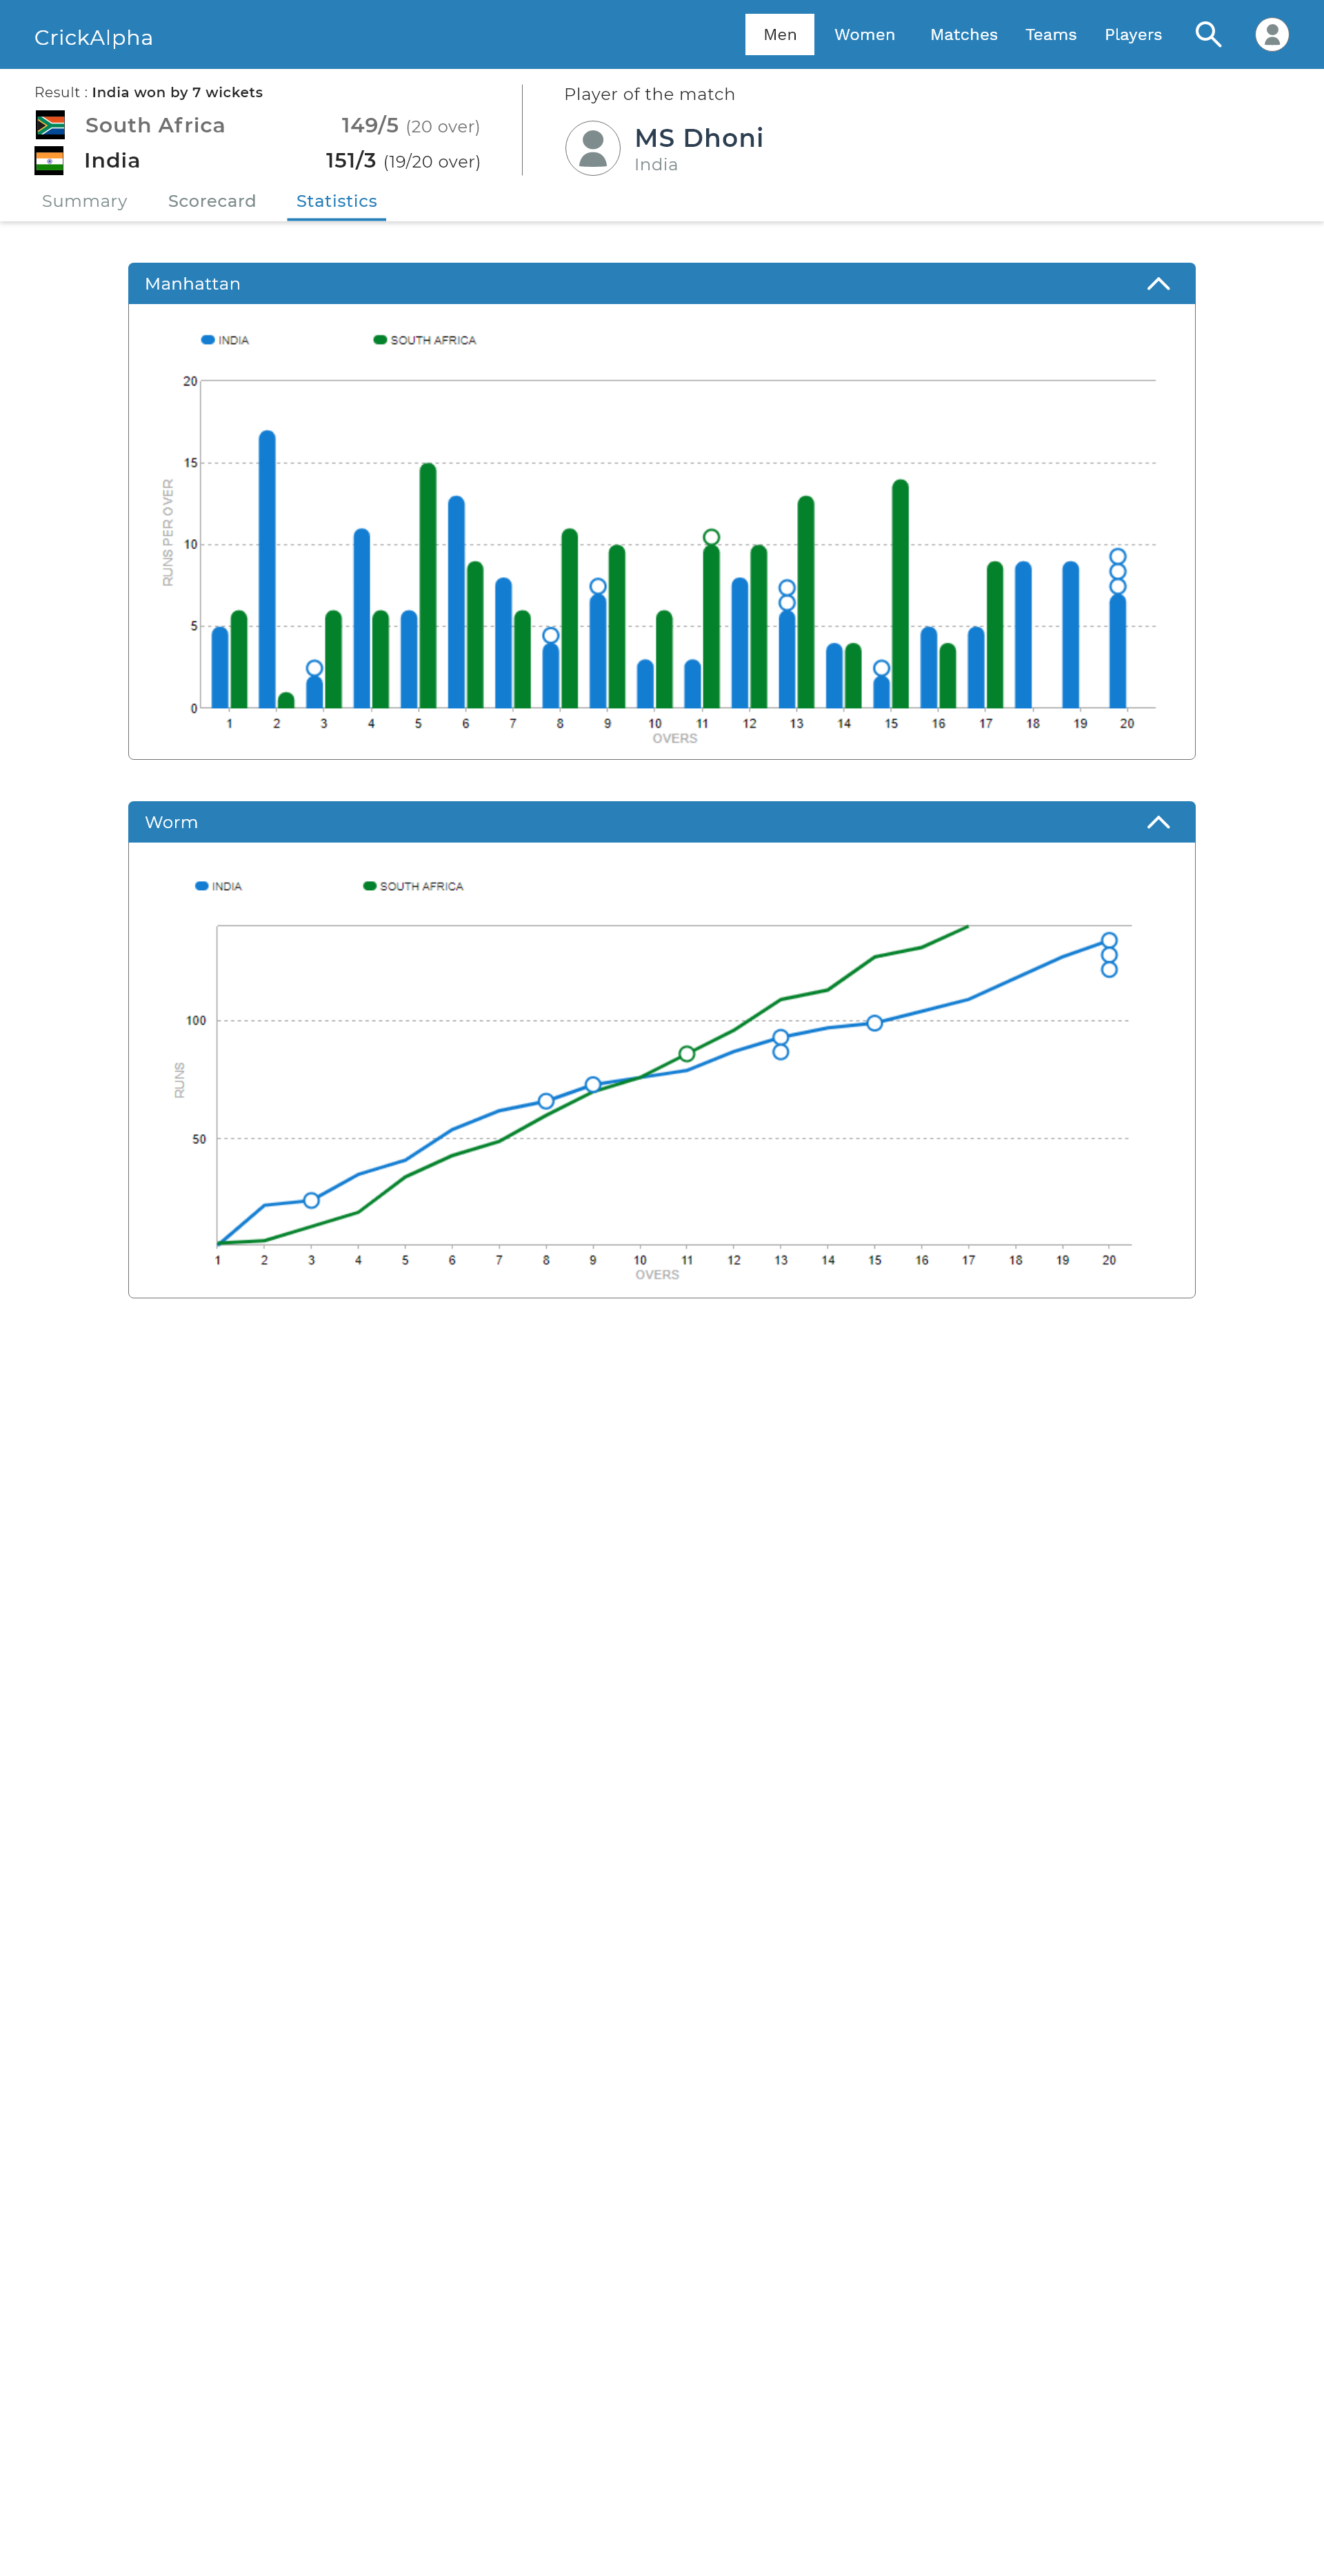 CrickAlpha
Men Women Matches Teams Players
Result : India won by 7 wickets
South Africa 149/5 (20 over)
India 151/3 (19/20 over)
Player of the match
MS Dhoni
India
Summary Scorecard Statistics
Manhattan
INDIA SOUTH AFRICA
20
15
10
5
0
RUNS PER OVER
1 2 3 4 5 6 7 8 9 10 11 12 13 14 15 16 17 18 19 20
OVERS
Worm
INDIA SOUTH AFRICA
100
50
RUNS
1 2 3 4 5 6 7 8 9 10 11 12 13 14 15 16 17 18 19 20
OVERS